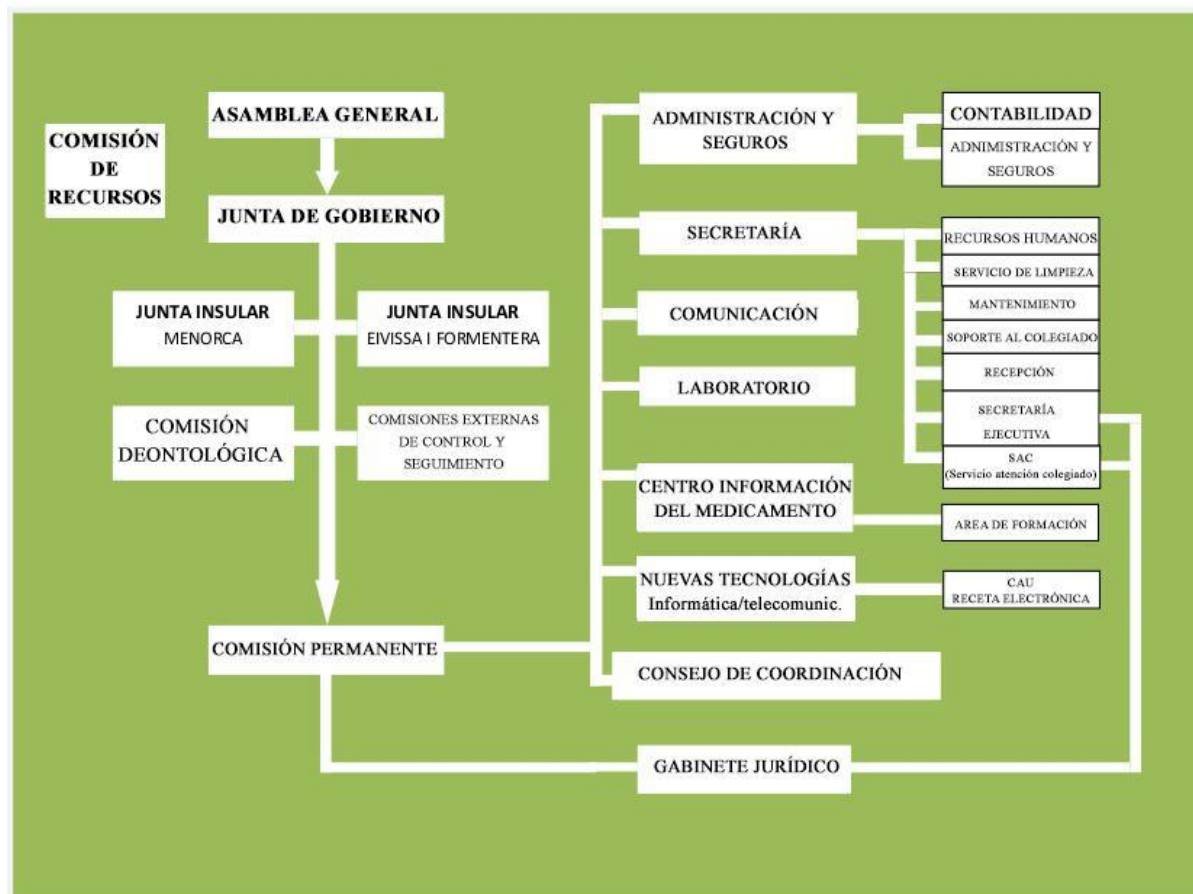 COMISIÓN
DE
RECURSOS
ASAMBLEA GENERAL
JUNTA DE GOBIERNO
JUNTA INSULAR
MENORCA
JUNTA INSULAR
EIVISSA I FORMENTERA
COMISIÓN
DEONTOLÓGICA
COMISIONES EXTERNAS
DE CONTROL Y
SEGUIMIENTO
COMISIÓN PERMANENTE
ADMINISTRACIÓN Y
SEGUROS
SECRETARÍA
COMUNICACIÓN
LABORATORIO
CENTRO INFORMACIÓN
DEL MEDICAMENTO
NUEVAS TECNOLOGÍAS
Informática/telecomunic.
CONSEJO DE COORDINACIÓN
GABINETE JURÍDICO
CONTABILIDAD
ADNIMISTRACIÓN Y
SEGUROS
RECURSOS HUMANOS
SERVICIO DE LIMPIEZA
MANTENIMIENTO
SOPORTE AL COLEGIADO
RECEPCIÓN
SECRETARÍA
EJECUTIVA
SAC
(Servicio atención colegiado)
AREA DE FORMACIÓN
CAU
RECETA ELECTRÓNICA